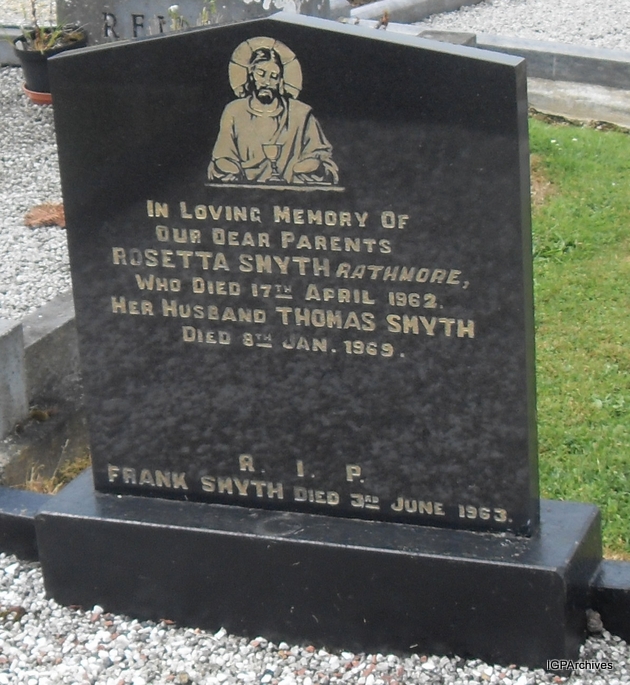 IN LOVING MEMORY OF
OUR DEAR PARENTS
ROSETTA SMYTH RATHMORE,
WHO DIED 17TH APRIL 1962.
HER HUSBAND THOMAS SMYTH
DIED 8TH JAN. 1969.
R. I. P.
FRANK SMYTH DIED 3RD JUNE 1963.
IGPArchives